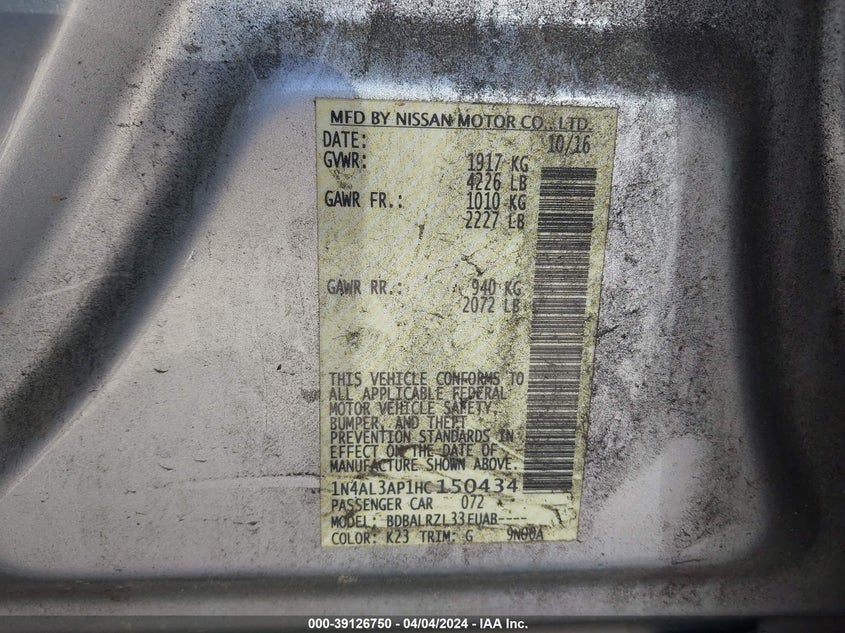 MFD BY NISSAN MOTOR CO., LTD.
DATE: 10/16
GVWR: 1917 KG
4226 LB
GAWR FR.: 1010 KG
2227 LB
GAWR RR.: 940 KG
2072 LB
THIS VEHICLE CONFORMS TO
ALL APPLICABLE FEDERAL
MOTOR VEHICLE SAFETY,
BUMPER, AND THEFT
PREVENTION STANDARDS IN
EFFECT ON THE DATE OF
MANUFACTURE SHOWN ABOVE.
1N4AL3AP1HC150434
PASSENGER CAR 072
MODEL: BDBALRZL33EUAB----
COLOR: K23 TRIM: G 9N00A
000-39126750 – 04/04/2024 – IAA Inc.